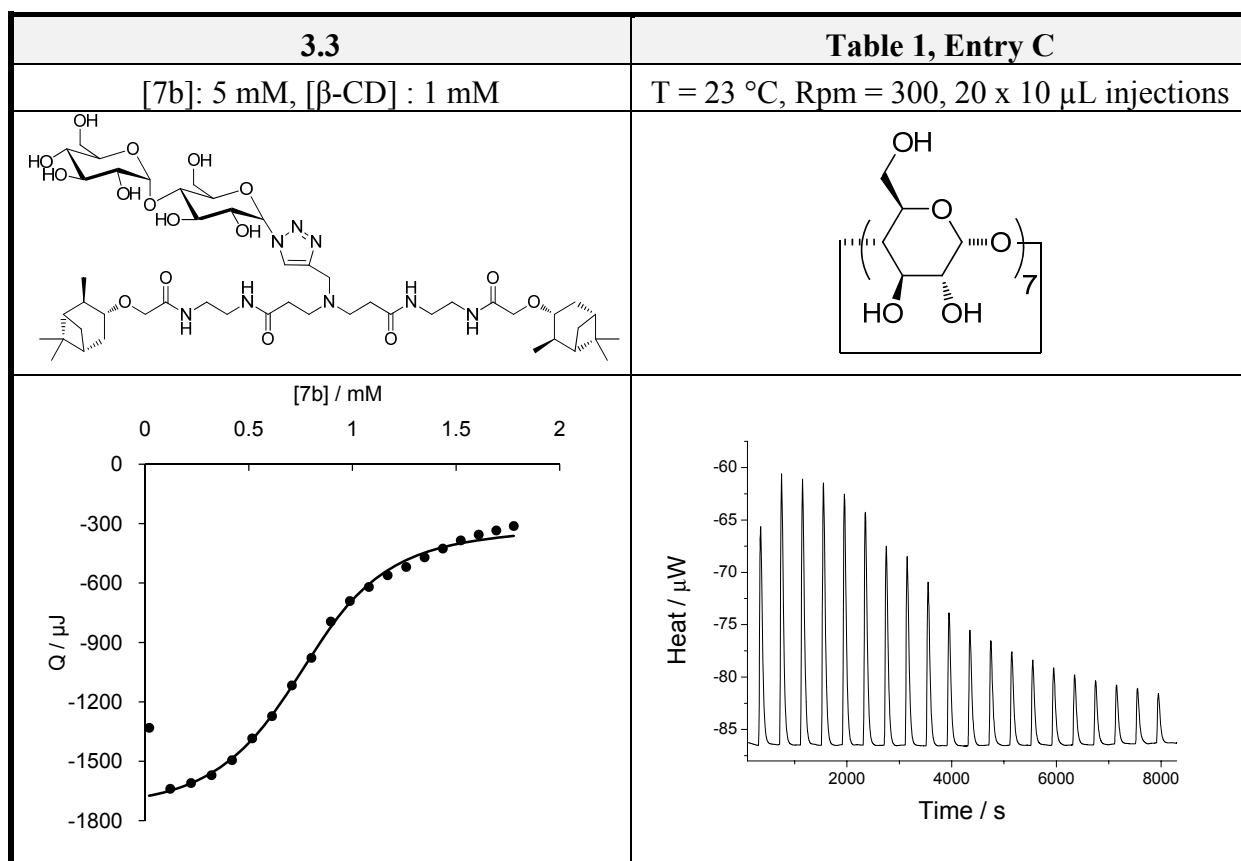 3.3
Table 1, Entry C
[7b]: 5 mM, [β-CD] : 1 mM
T = 23 °C, Rpm = 300, 20 x 10 µL injections
OH
O
HO
HO
OH
O
OH
O
HO
OH
N
N
N
O
O
N
H
H
N
O
N
O
H
N
N
H
O
O
OH
O
O
7
HO
OH
[7b] / mM
0
0.5
1
1.5
2
0
-300
-600
-900
-1200
-1500
-1800
Q / µJ
-60
-65
-70
-75
-80
-85
Heat / µW
2000
4000
6000
8000
Time / s